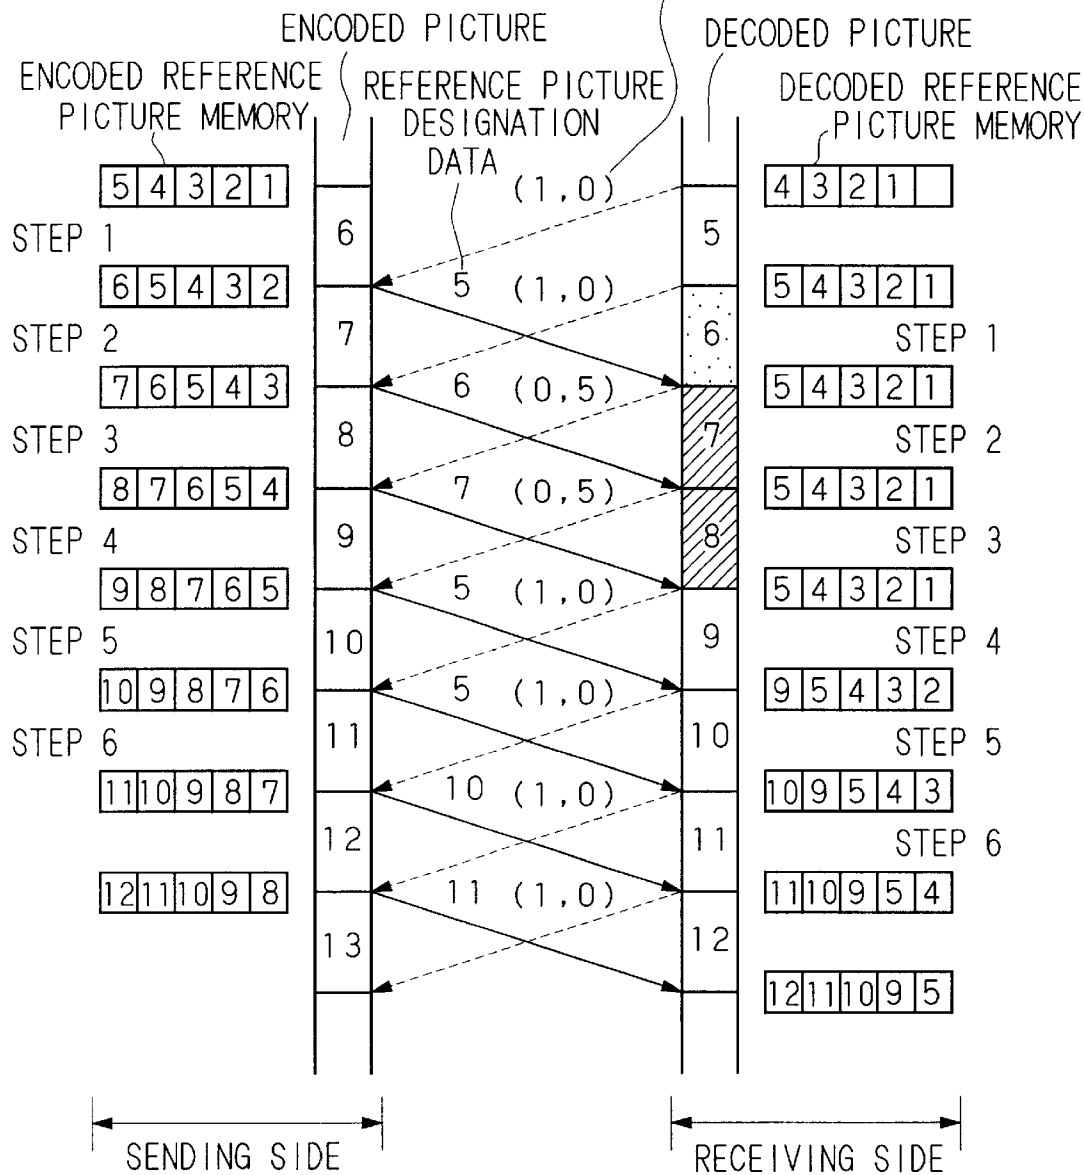 ENCODED PICTURE
DECODED PICTURE
ENCODED REFERENCE
PICTURE MEMORY
REFERENCE PICTURE
DESIGNATION
DATA
DECODED REFERENCE
PICTURE MEMORY
5 4 3 2 1
(1,0)
4 3 2 1
STEP 1
6
5
6 5 4 3 2
5 (1,0)
5 4 3 2 1
STEP 2
7
6
STEP 1
7 6 5 4 3
6 (0,5)
5 4 3 2 1
STEP 3
8
7
STEP 2
8 7 6 5 4
7 (0,5)
5 4 3 2 1
STEP 4
9
8
STEP 3
9 8 7 6 5
5 (1,0)
5 4 3 2 1
STEP 5
10
9
STEP 4
10 9 8 7 6
5 (1,0)
9 5 4 3 2
STEP 6
11
10
STEP 5
11 10 9 8 7
10 (1,0)
10 9 5 4 3
12
11
STEP 6
12 11 10 9 8
11 (1,0)
11 10 9 5 4
13
12
12 11 10 9 5
SENDING SIDE
RECEIVING SIDE